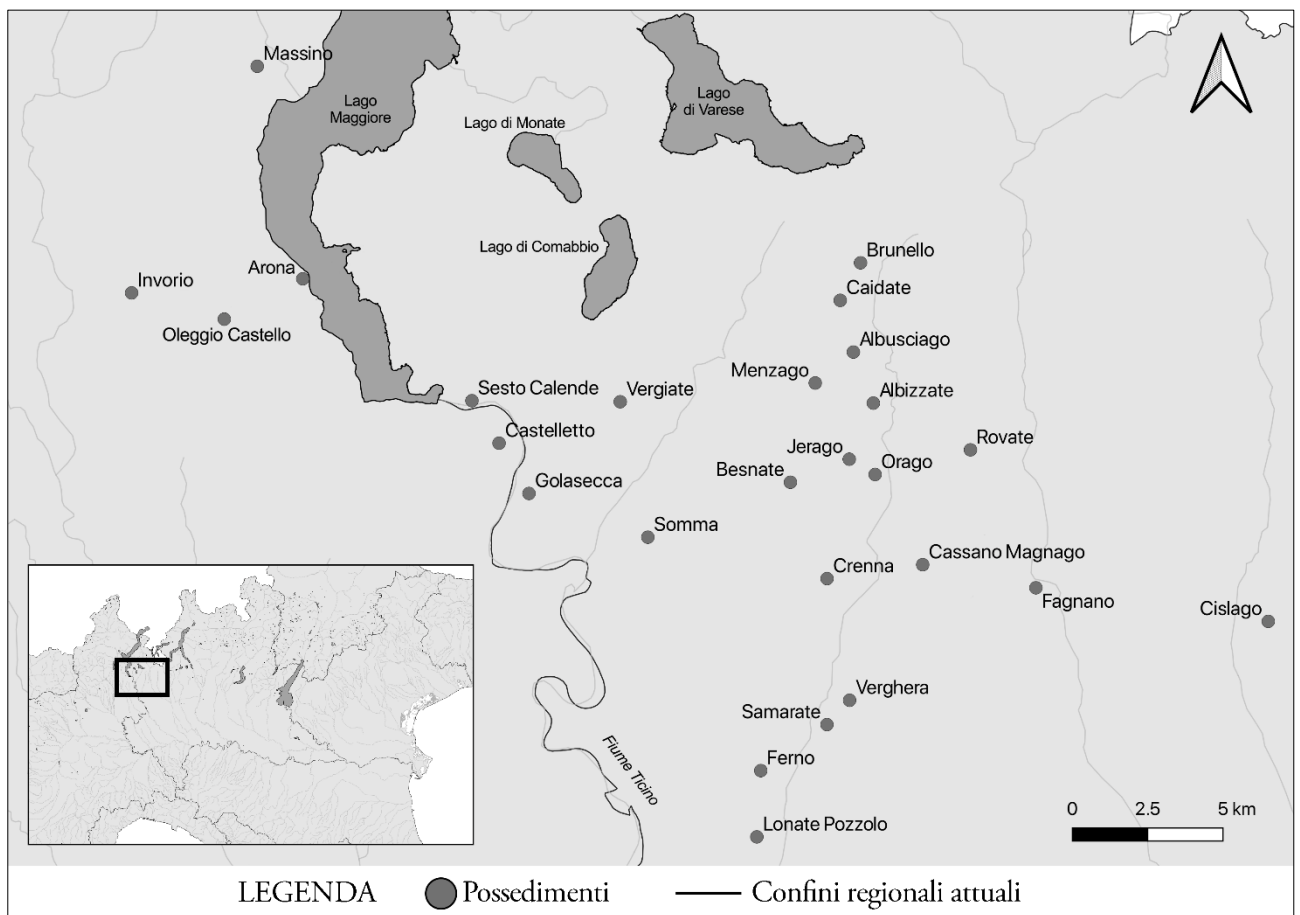 Massino
Lago
Maggiore
Lago
di Varese
Lago di Monate
Lago di Comabbio
Brunello
Arona
Invorio
Caidate
Oleggio Castello
Albusciago
Menzago
Sesto Calende
Vergiate
Albizzate
Castelletto
Rovate
Jerago
Orago
Besnate
Golasecca
Somma
Cassano Magnago
Crenna
Fagnano
Cislago
Verghera
Samarate
Fiume Ticino
Ferno
0 2.5 5 km
Lonate Pozzolo
LEGENDA Possedimenti Confini regionali attuali